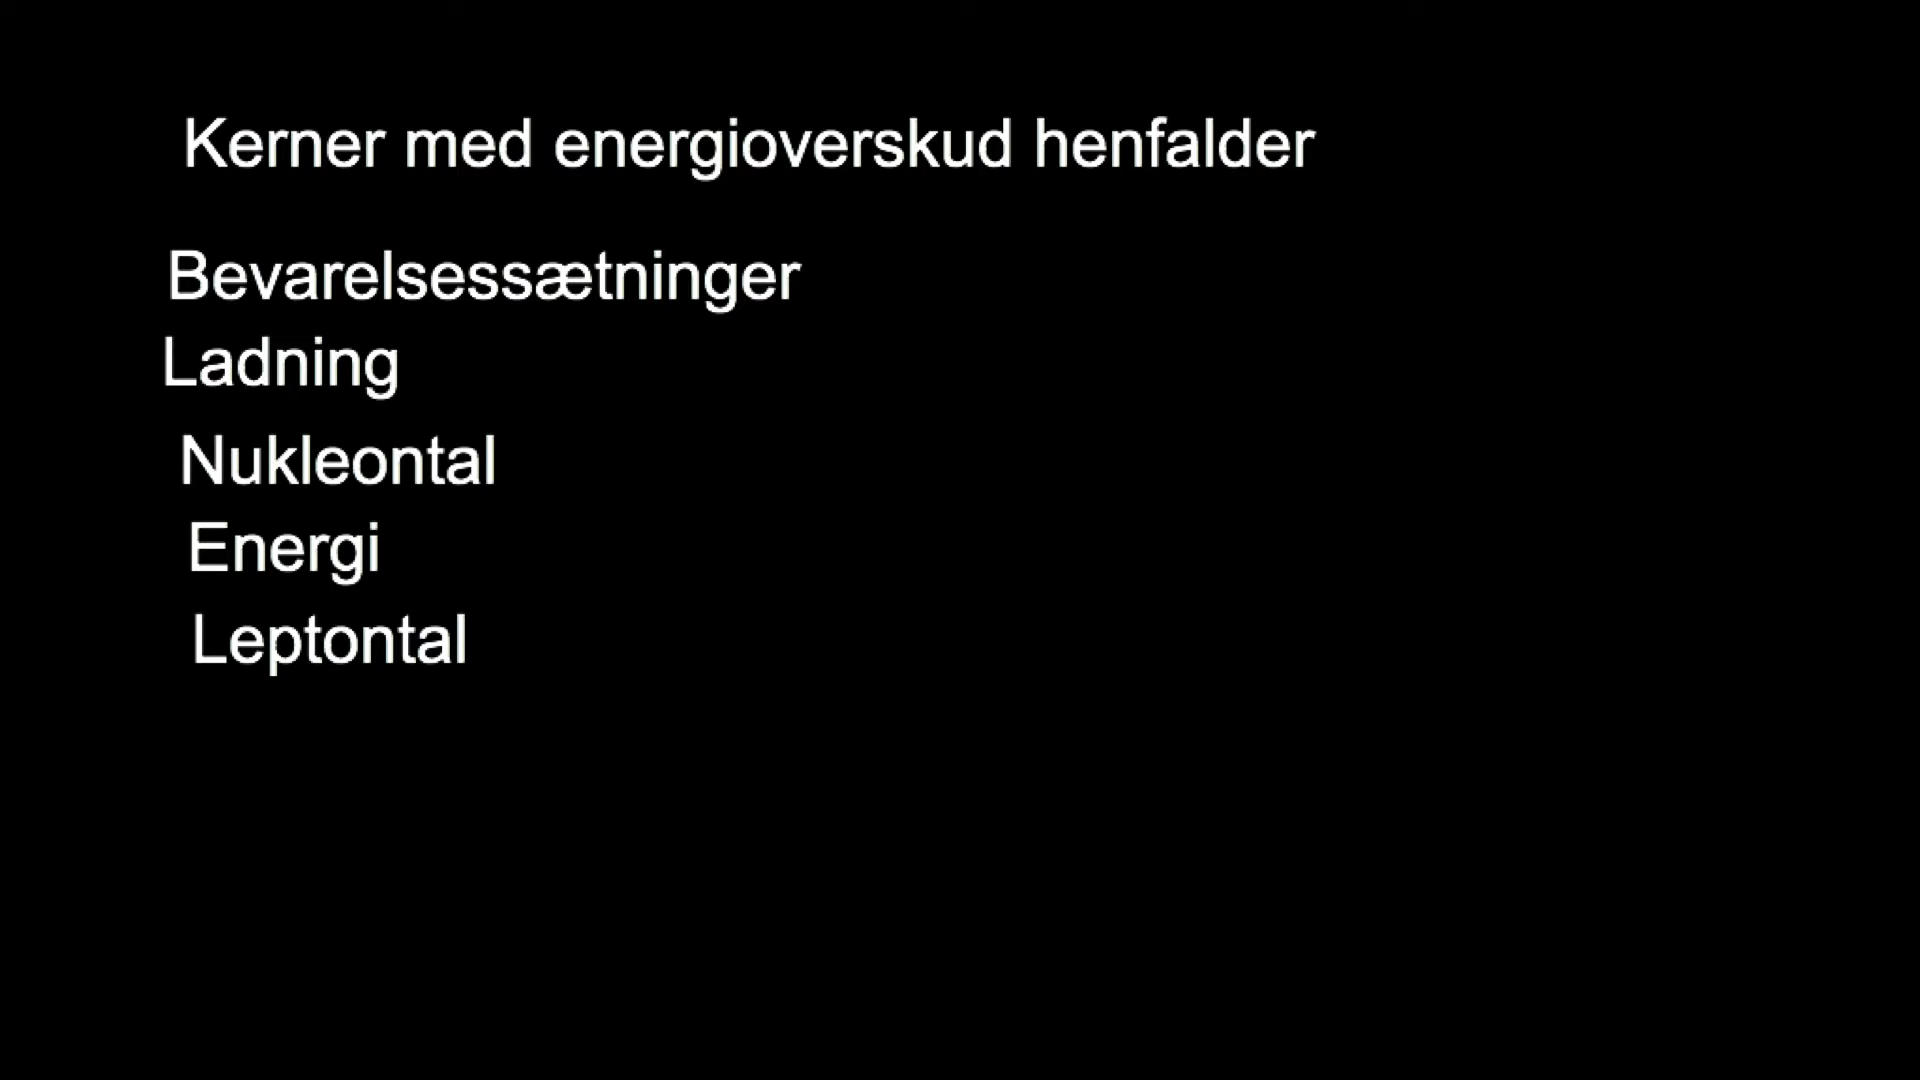 Kerner med energioverskud henfalder
Bevarelsessætninger
Ladning
Nukleontal
Energi
Leptontal